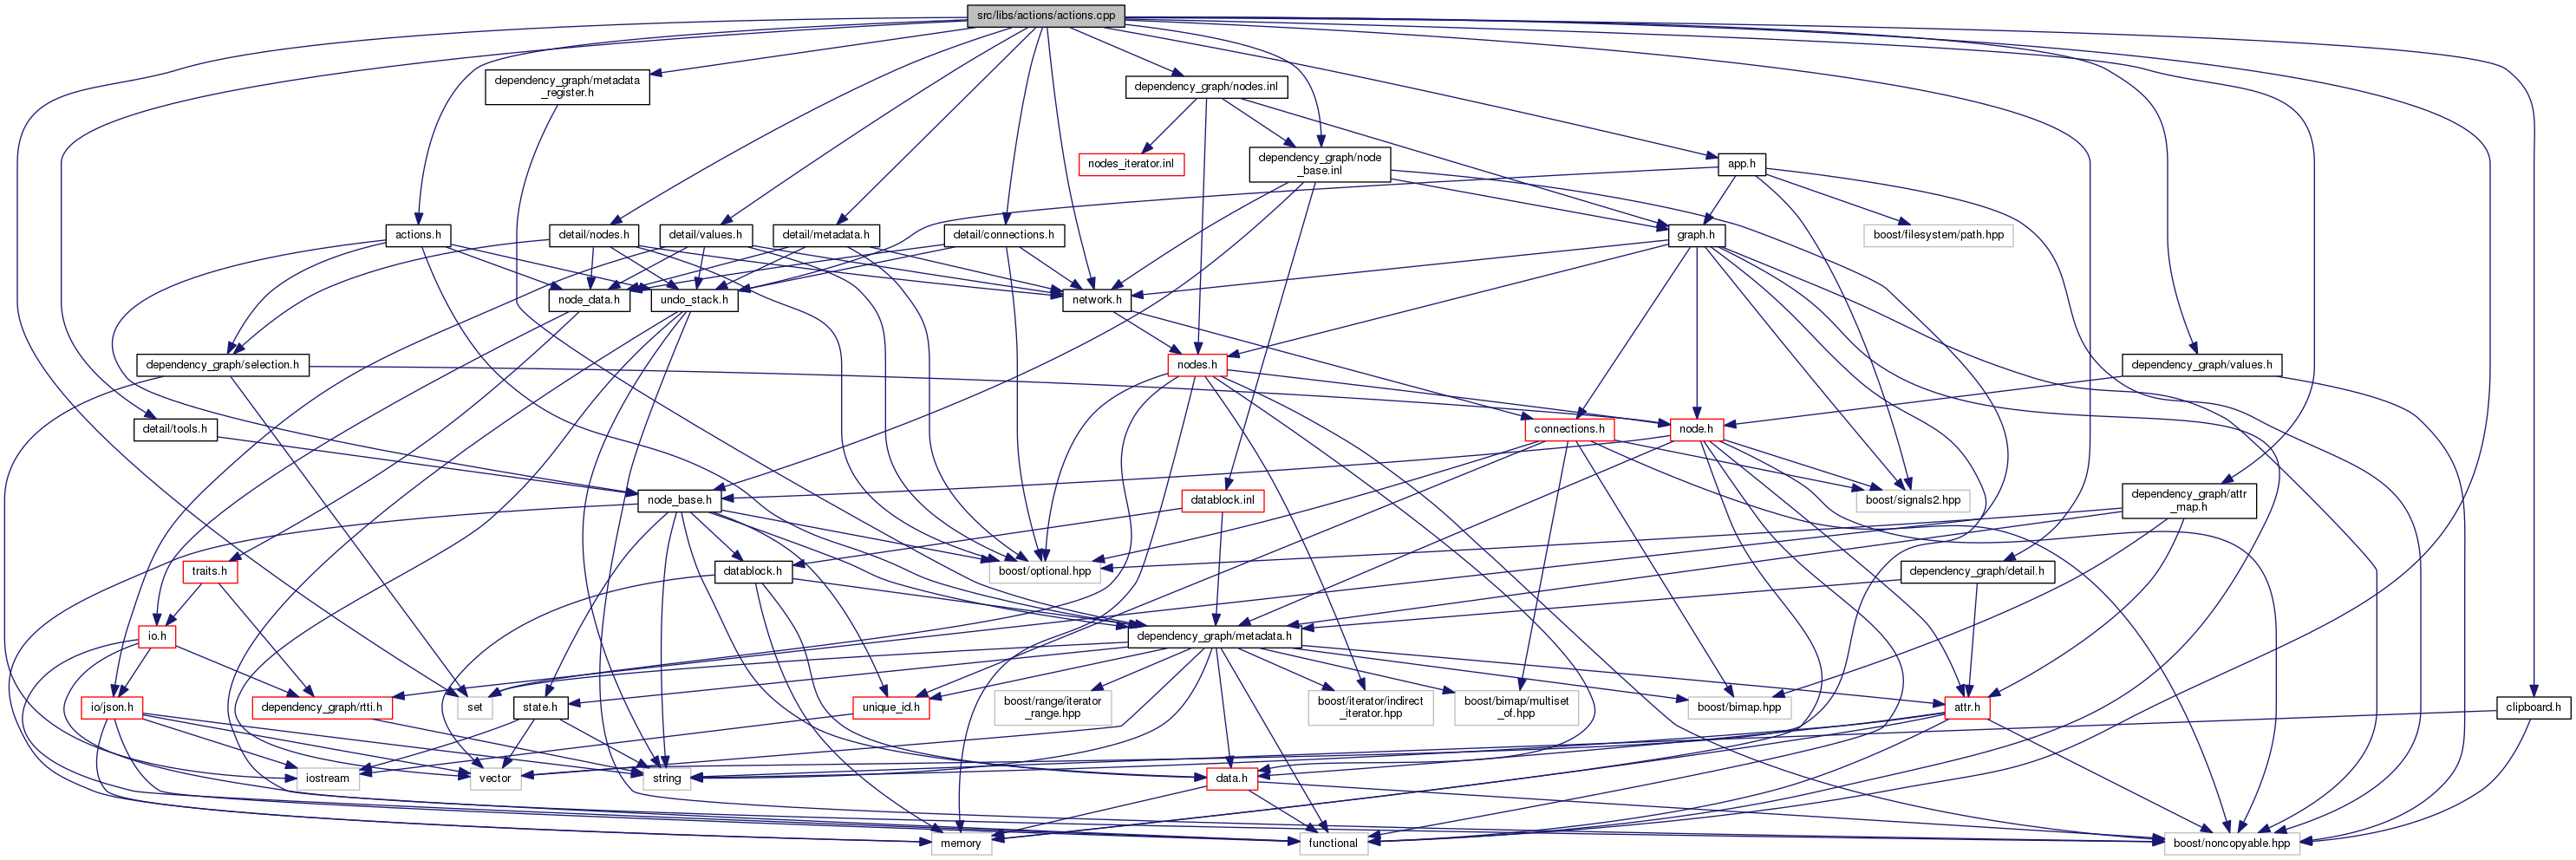 src/libs/actions/actions.cpp
dependency_graph/metadata
_register.h
dependency_graph/nodes.inl
nodes_iterator.inl
dependency_graph/node
_base.inl
app.h
actions.h
detail/nodes.h
detail/values.h
detail/metadata.h
detail/connections.h
graph.h
boost/filesystem/path.hpp
node_data.h
undo_stack.h
network.h
dependency_graph/selection.h
nodes.h
dependency_graph/values.h
detail/tools.h
connections.h
node.h
node_base.h
datablock.inl
boost/signals2.hpp
dependency_graph/attr
_map.h
traits.h
datablock.h
boost/optional.hpp
dependency_graph/detail.h
io.h
dependency_graph/metadata.h
io/json.h
dependency_graph/rtti.h
set
state.h
unique_id.h
boost/range/iterator
_range.hpp
boost/iterator/indirect
_iterator.hpp
boost/bimap/multiset
_of.hpp
boost/bimap.hpp
attr.h
clipboard.h
iostream
vector
string
data.h
memory
functional
boost/noncopyable.hpp